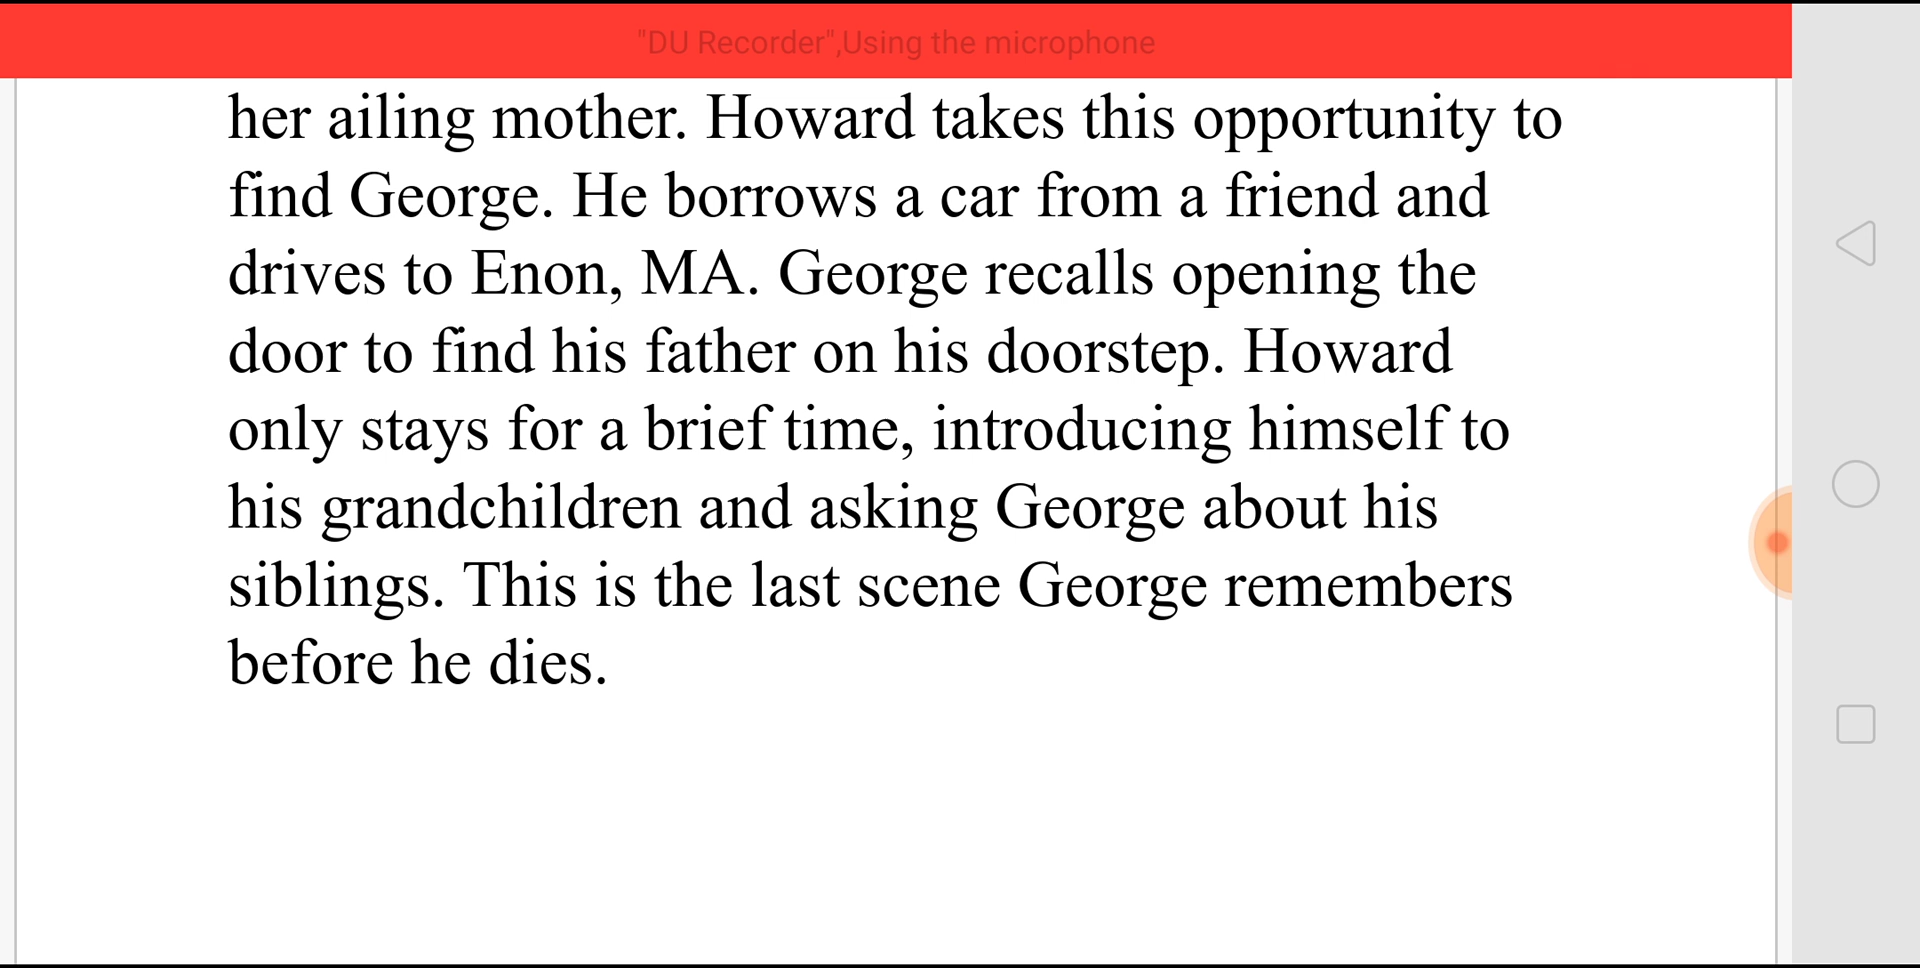 "DU Recorder",Using the microphone
her ailing mother. Howard takes this opportunity to
find George. He borrows a car from a friend and
drives to Enon, MA. George recalls opening the
door to find his father on his doorstep. Howard
only stays for a brief time, introducing himself to
his grandchildren and asking George about his
siblings. This is the last scene George remembers
before he dies.